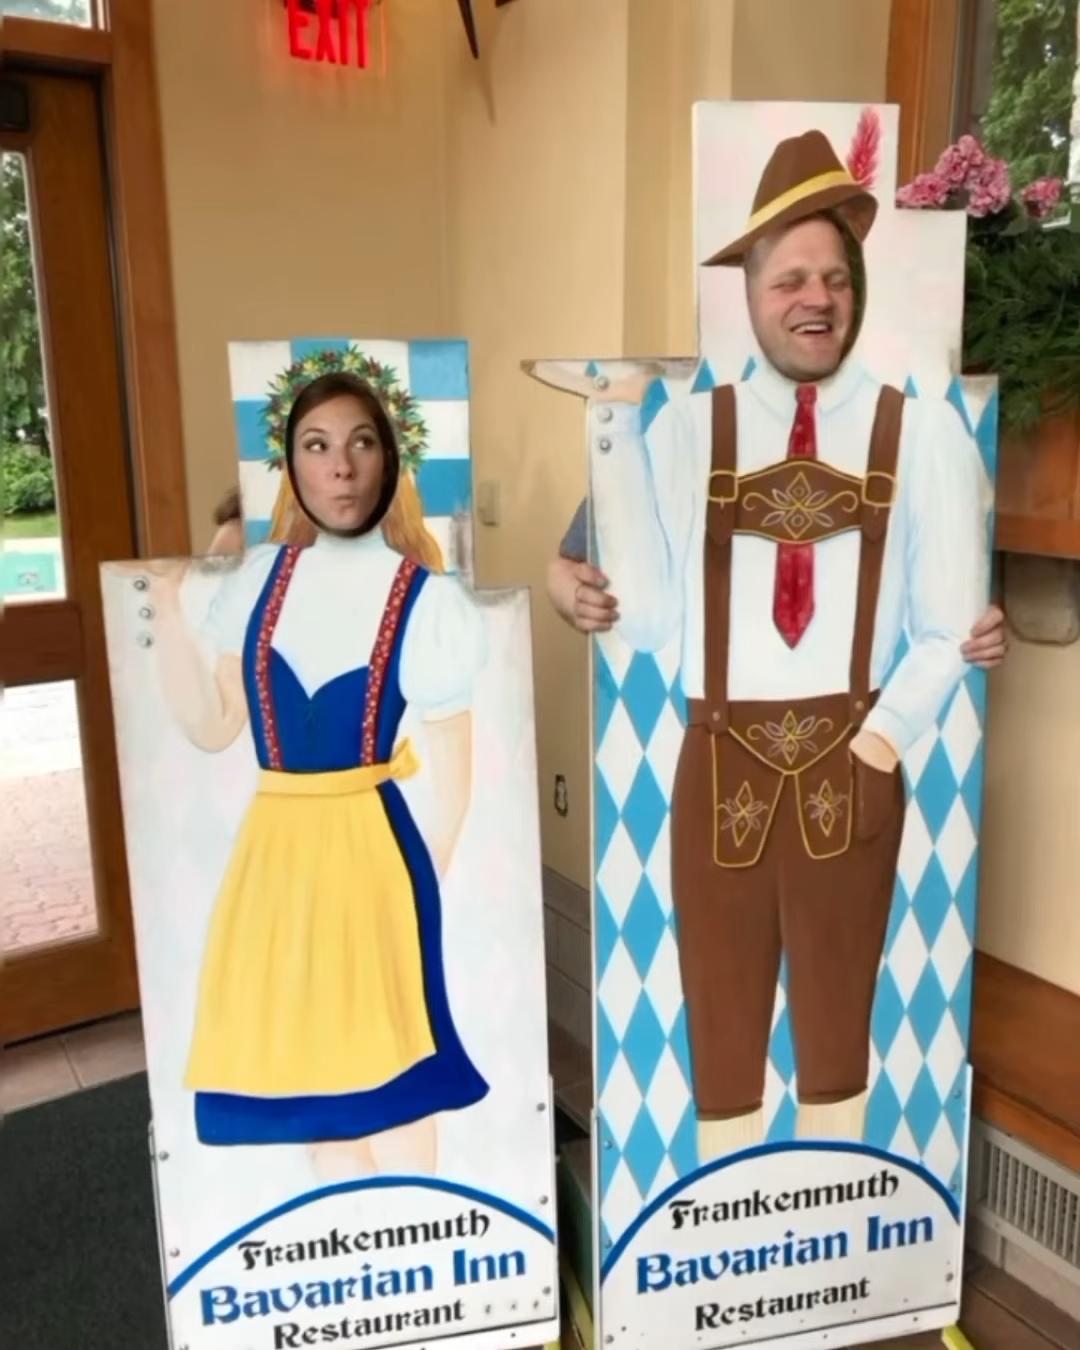 EXIT
Frankenmuth
Bavarian Inn
Restaurant
Frankenmuth
Bavarian Inn
Restaurant